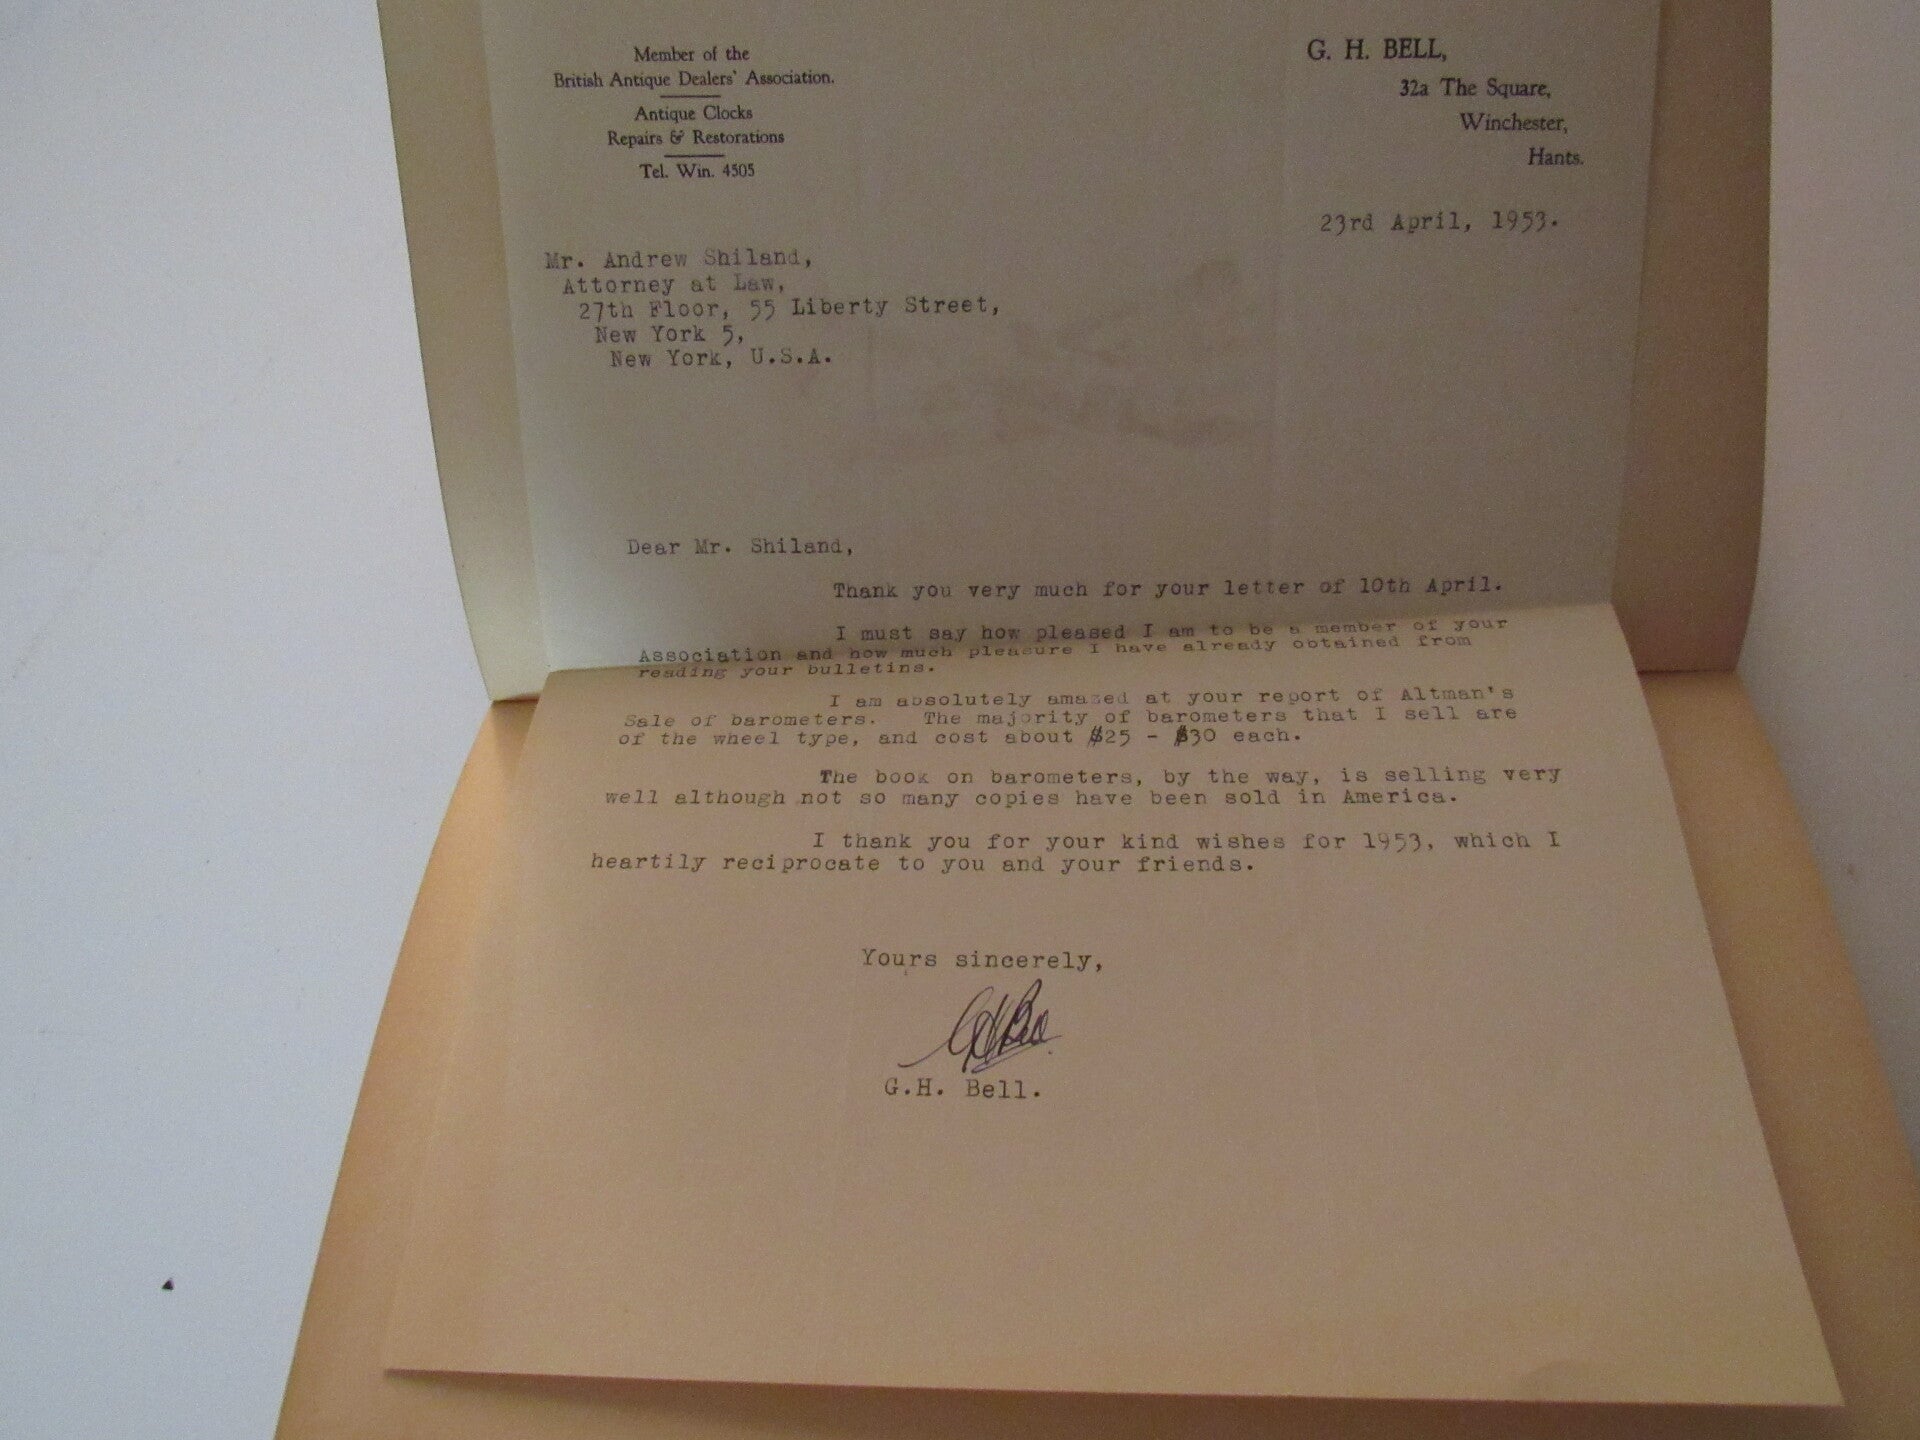 Member of the
British Antique Dealers' Association.
Antique Clocks
Repairs & Restorations
Tel. Win. 4505
G. H. BELL,
32a The Square,
Winchester,
Hants.
23rd April, 1953.
Mr. Andrew Shiland,
Attorney at Law,
27th Floor, 55 Liberty Street,
New York 5,
New York, U.S.A.
Dear Mr. Shiland,
Thank you very much for your letter of 10th April.
I must say how pleased I am to be a member of your
Association and how much pleasure I have already obtained from
reading your bulletins.
I am absolutely amazed at your report of Altman's
Sale of barometers. The majority of barometers that I sell are
of the wheel type, and cost about $25 - $30 each.
The book on barometers, by the way, is selling very
well although not so many copies have been sold in America.
I thank you for your kind wishes for 1953, which I
heartily reciprocate to you and your friends.
Yours sincerely,
GHBell
G.H. Bell.